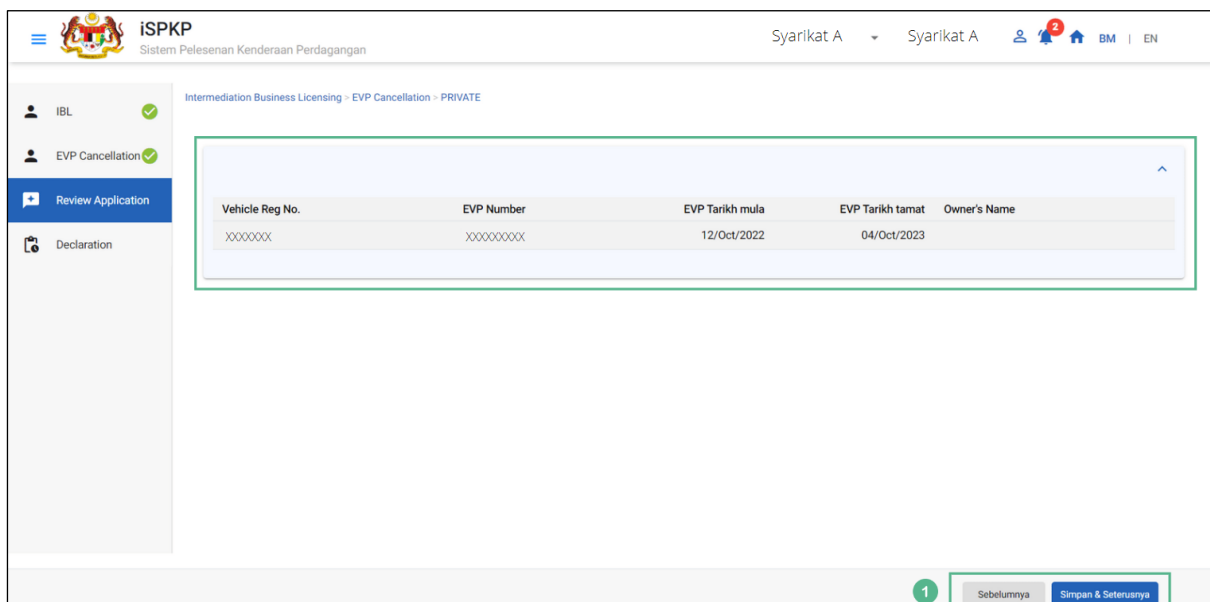 iSPKP
Sistem Pelesenan Kenderaan Perdagangan
Syarikat A Syarikat A 2 BM | EN
Intermediation Business Licensing > EVP Cancellation > PRIVATE
IBL
EVP Cancellation
Review Application
Declaration
Vehicle Reg No. EVP Number EVP Tarikh mula EVP Tarikh tamat Owner's Name
XXXXXXX XXXXXXXXX 12/Oct/2022 04/Oct/2023
1 Sebelumnya Simpan & Seterusnya